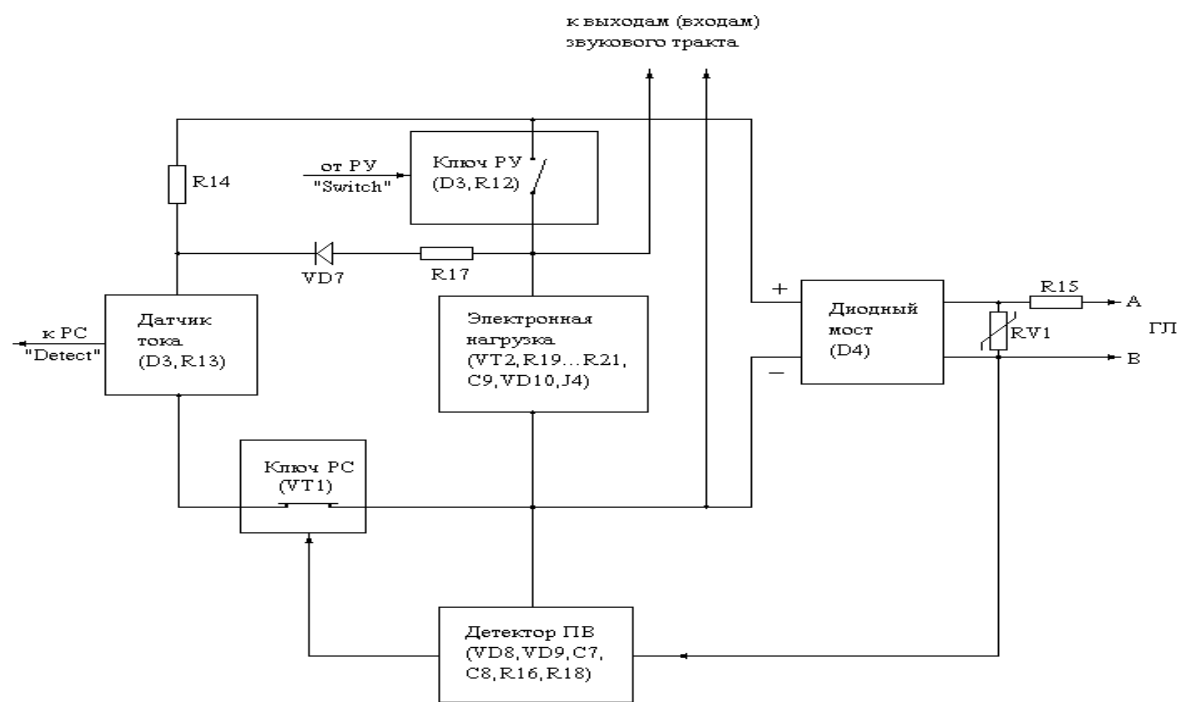 к выходам (входам)
звукового тракта
R14
от РУ
"Switch"
Ключ РУ
(D3,R12)
VD7
R17
к РС
"Detect"
Датчик
тока
(D3,R13)
Электронная
нагрузка
(VT2,R19...R21,
C9,VD10,J4)
+
−
Диодный
мост
(D4)
R15
RV1
A
B
ГЛ
Ключ РС
(VT1)
Детектор ПВ
(VD8,VD9,C7,
C8,R16,R18)